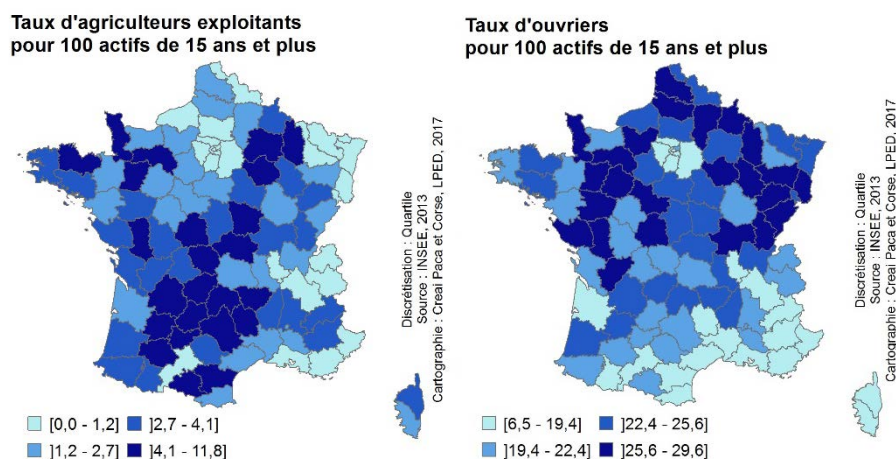 Taux d'agriculteurs exploitants
pour 100 actifs de 15 ans et plus
[0,0 - 1,2]
]2,7 - 4,1]
]1,2 - 2,7]
]4,1 - 11,8]
Discrétisation : Quartile
Source : INSEE, 2013
Cartographie : Creai Paca et Corse, LPED, 2017
Taux d'ouvriers
pour 100 actifs de 15 ans et plus
[6,5 - 19,4]
]22,4 - 25,6]
]19,4 - 22,4]
]25,6 - 29,6]
Discrétisation : Quartile
Source : INSEE, 2013
Cartographie : Creai Paca et Corse, LPED, 2017